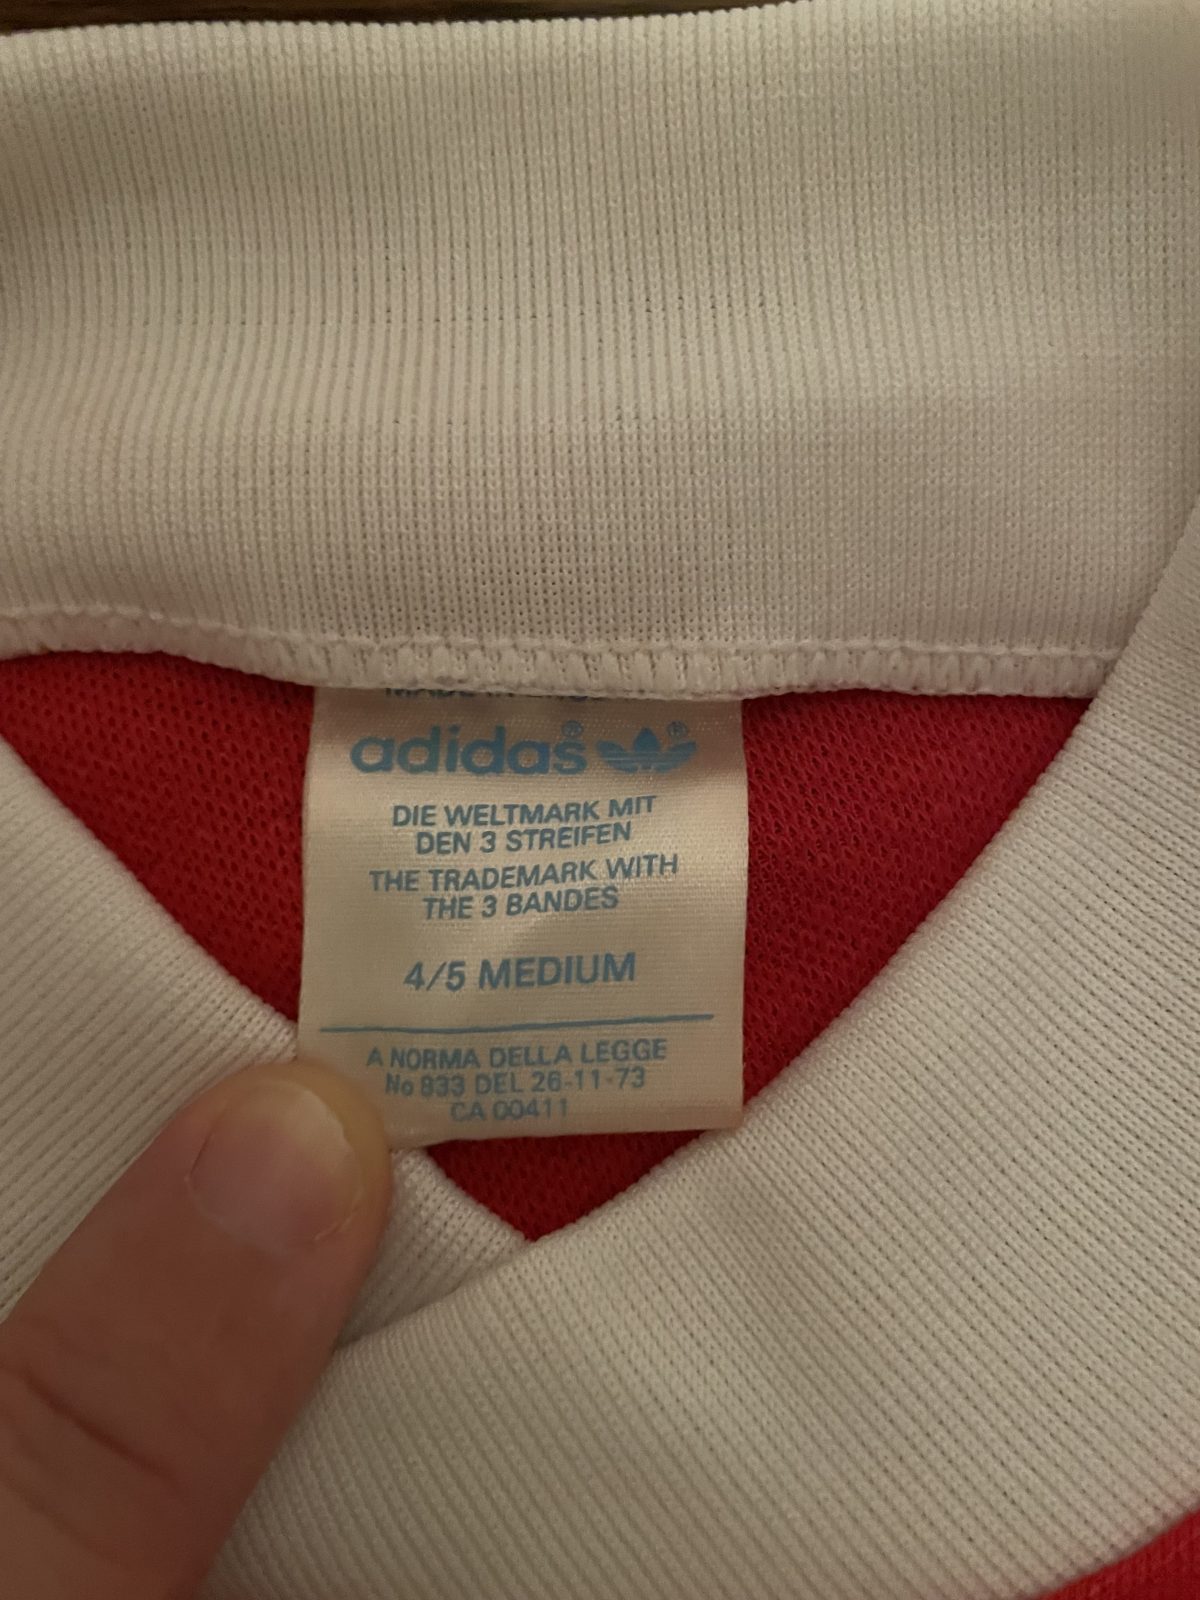 MADE
adidas® ®
DIE WELTMARK MIT
DEN 3 STREIFEN
THE TRADEMARK WITH
THE 3 BANDES
4/5 MEDIUM
A NORMA DELLA LEGGE
No 833 DEL 26-11-73
CA 00411